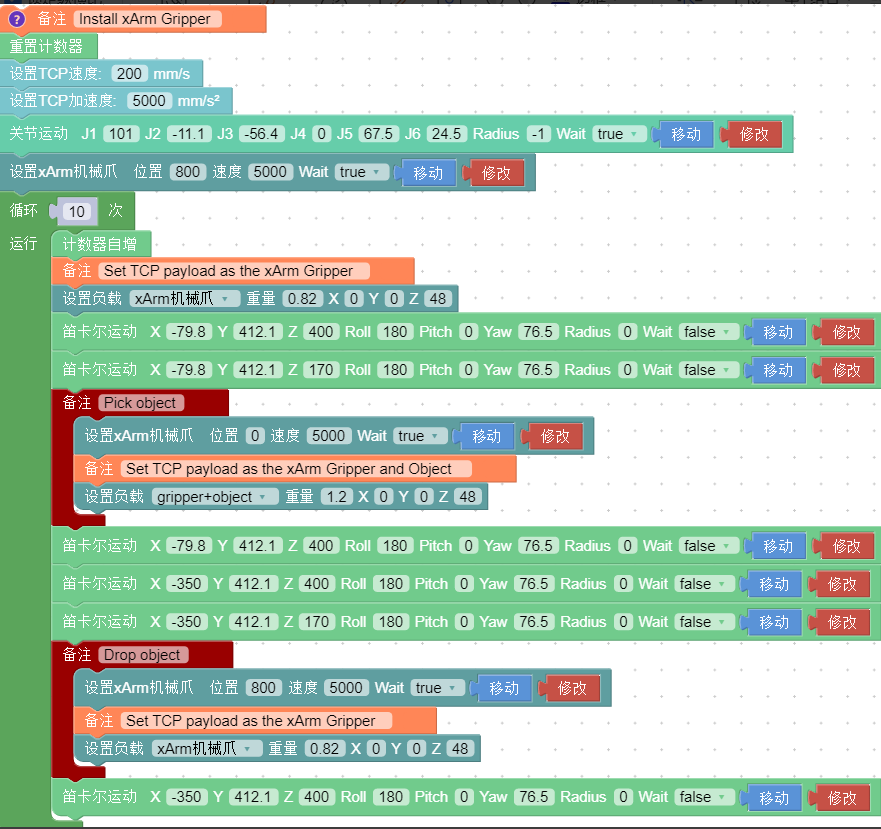 ? 备注 Install xArm Gripper
重置计数器
设置TCP速度: 200 mm/s
设置TCP加速度: 5000 mm/s²
关节运动 J1 101 J2 -11.1 J3 -56.4 J4 0 J5 67.5 J6 24.5 Radius -1 Wait true 移动 修改
设置xArm机械爪 位置 800 速度 5000 Wait true 移动 修改
循环 10 次
运行 计数器自增
备注 Set TCP payload as the xArm Gripper
设置负载 xArm机械爪 重量 0.82 X 0 Y 0 Z 48
笛卡尔运动 X -79.8 Y 412.1 Z 400 Roll 180 Pitch 0 Yaw 76.5 Radius 0 Wait false 移动 修改
笛卡尔运动 X -79.8 Y 412.1 Z 170 Roll 180 Pitch 0 Yaw 76.5 Radius 0 Wait false 移动 修改
备注 Pick object
设置xArm机械爪 位置 0 速度 5000 Wait true 移动 修改
备注 Set TCP payload as the xArm Gripper and Object
设置负载 gripper+object 重量 1.2 X 0 Y 0 Z 48
笛卡尔运动 X -79.8 Y 412.1 Z 400 Roll 180 Pitch 0 Yaw 76.5 Radius 0 Wait false 移动 修改
笛卡尔运动 X -350 Y 412.1 Z 400 Roll 180 Pitch 0 Yaw 76.5 Radius 0 Wait false 移动 修改
笛卡尔运动 X -350 Y 412.1 Z 170 Roll 180 Pitch 0 Yaw 76.5 Radius 0 Wait false 移动 修改
备注 Drop object
设置xArm机械爪 位置 800 速度 5000 Wait true 移动 修改
备注 Set TCP payload as the xArm Gripper
设置负载 xArm机械爪 重量 0.82 X 0 Y 0 Z 48
笛卡尔运动 X -350 Y 412.1 Z 400 Roll 180 Pitch 0 Yaw 76.5 Radius 0 Wait false 移动 修改